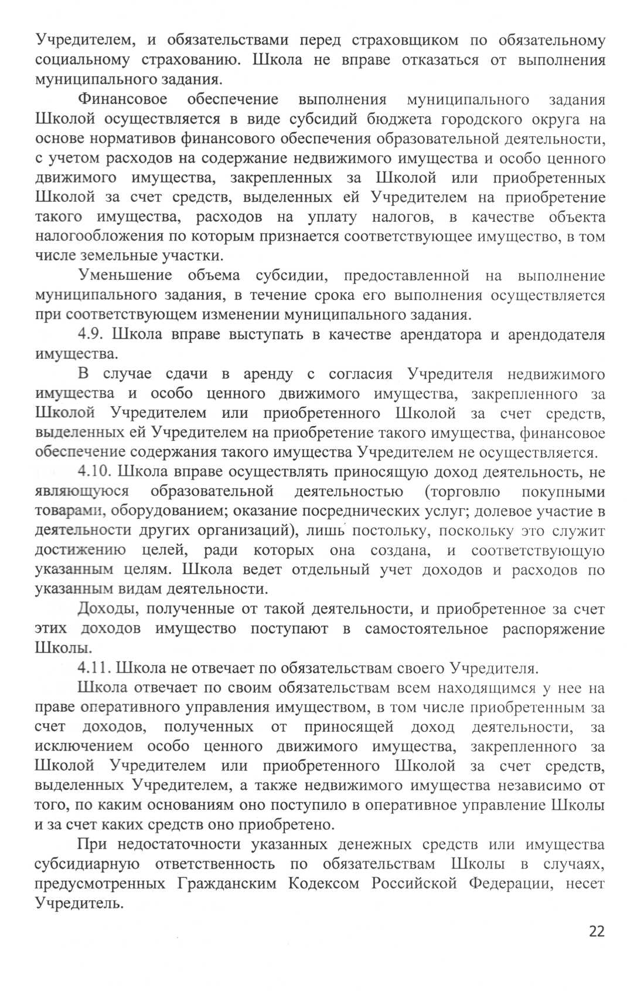 Учредителем, и обязательствами перед страховщиком по обязательному
социальному страхованию. Школа не вправе отказаться от выполнения
муниципального задания.
Финансовое обеспечение выполнения муниципального задания
Школой осуществляется в виде субсидий бюджета городского округа на
основе нормативов финансового обеспечения образовательной деятельности,
с учетом расходов на содержание недвижимого имущества и особо ценного
движимого имущества, закрепленных за Школой или приобретенных
Школой за счет средств, выделенных ей Учредителем на приобретение
такого имущества, расходов на уплату налогов, в качестве объекта
налогообложения по которым признается соответствующее имущество, в том
числе земельные участки.
Уменьшение объема субсидии, предоставленной на выполнение
муниципального задания, в течение срока его выполнения осуществляется
при соответствующем изменении муниципального задания.
4.9. Школа вправе выступать в качестве арендатора и арендодателя
имущества.
В случае сдачи в аренду с согласия Учредителя недвижимого
имущества и особо ценного движимого имущества, закрепленного за
Школой Учредителем или приобретенного Школой за счет средств,
выделенных ей Учредителем на приобретение такого имущества, финансовое
обеспечение содержания такого имущества Учредителем не осуществляется.
4.10. Школа вправе осуществлять приносящую доход деятельность, не
являющуюся образовательной деятельностью (торговлю покупными
товарами, оборудованием; оказание посреднических услуг; долевое участие в
деятельности других организаций), лишь постольку, поскольку это служит
достижению целей, ради которых она создана, и соответствующую
указанным целям. Школа ведет отдельный учет доходов и расходов по
указанным видам деятельности.
Доходы, полученные от такой деятельности, и приобретенное за счет
этих доходов имущество поступают в самостоятельное распоряжение
Школы.
4.11. Школа не отвечает по обязательствам своего Учредителя.
Школа отвечает по своим обязательствам всем находящимся у нее на
праве оперативного управления имуществом, в том числе приобретенным за
счет доходов, полученных от приносящей доход деятельности, за
исключением особо ценного движимого имущества, закрепленного за
Школой Учредителем или приобретенного Школой за счет средств,
выделенных Учредителем, а также недвижимого имущества независимо от
того, по каким основаниям оно поступило в оперативное управление Школы
и за счет каких средств оно приобретено.
При недостаточности указанных денежных средств или имущества
субсидиарную ответственность по обязательствам Школы в случаях,
предусмотренных Гражданским Кодексом Российской Федерации, несет
Учредитель.
22